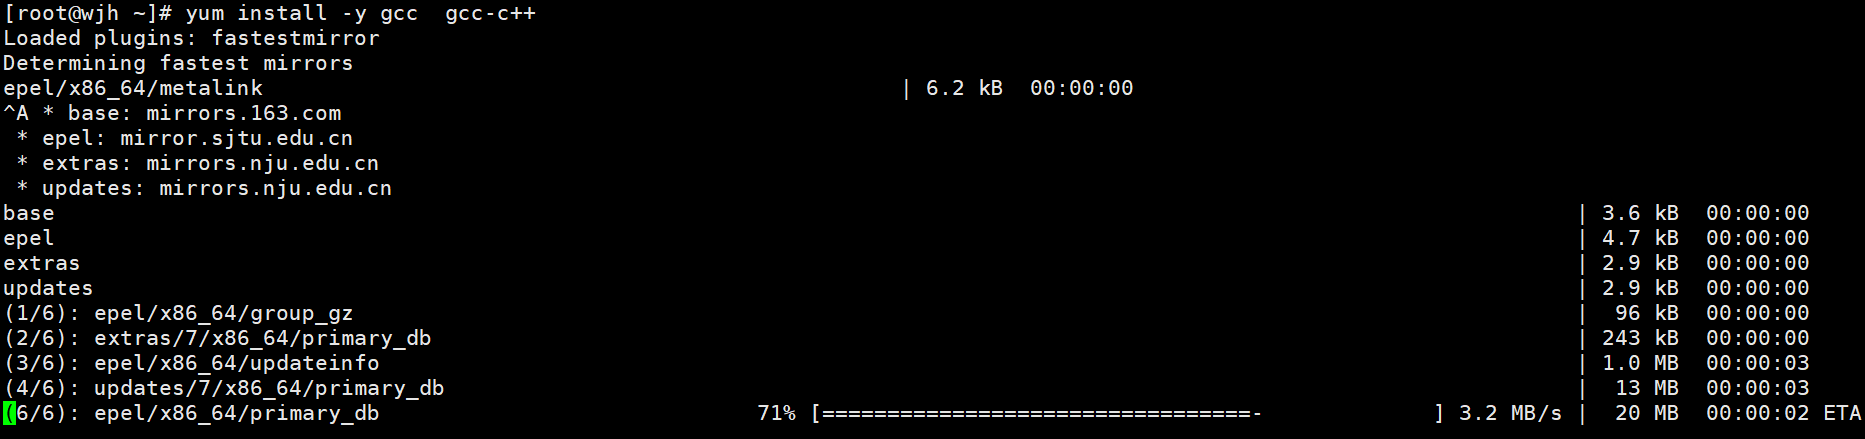 [root@wjh ~]# yum install -y gcc  gcc-c++
Loaded plugins: fastestmirror
Determining fastest mirrors
epel/x86_64/metalink | 6.2 kB  00:00:00
^A * base: mirrors.163.com
 * epel: mirror.sjtu.edu.cn
 * extras: mirrors.nju.edu.cn
 * updates: mirrors.nju.edu.cn
base | 3.6 kB  00:00:00
epel | 4.7 kB  00:00:00
extras | 2.9 kB  00:00:00
updates | 2.9 kB  00:00:00
(1/6): epel/x86_64/group_gz |  96 kB  00:00:00
(2/6): extras/7/x86_64/primary_db | 243 kB  00:00:00
(3/6): epel/x86_64/updateinfo | 1.0 MB  00:00:03
(4/6): updates/7/x86_64/primary_db |  13 MB  00:00:03
(6/6): epel/x86_64/primary_db 71% [=================================- ] 3.2 MB/s |  20 MB  00:00:02 ETA